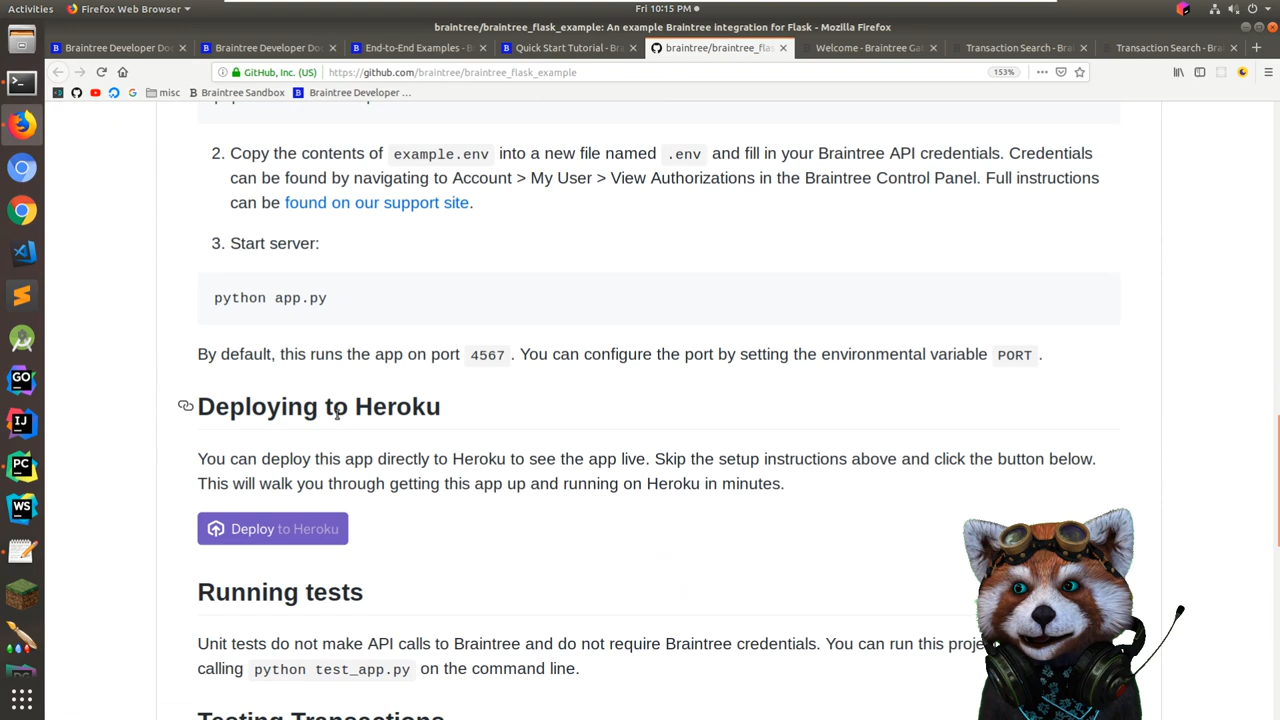 Activities
Firefox Web Browser
Fri 10:15 PM
braintree/braintree_flask_example: An example Braintree integration for Flask - Mozilla Firefox
Braintree Developer Do
Braintree Developer Do
End-to-End Examples - B
Quick Start Tutorial - Bra
braintree/braintree_flas
Welcome - Braintree Gat
Transaction Search - Bra
Transaction Search - Bra
GitHub, Inc. (US)
https://github.com/braintree/braintree_flask_example
153%
misc
Braintree Sandbox
Braintree Developer ...
2. Copy the contents of example.env into a new file named .env and fill in your Braintree API credentials. Credentials
can be found by navigating to Account > My User > View Authorizations in the Braintree Control Panel. Full instructions
can be found on our support site.
3. Start server:
python app.py
By default, this runs the app on port 4567. You can configure the port by setting the environmental variable PORT.
Deploying to Heroku
You can deploy this app directly to Heroku to see the app live. Skip the setup instructions above and click the button below.
This will walk you through getting this app up and running on Heroku in minutes.
Deploy to Heroku
Running tests
Unit tests do not make API calls to Braintree and do not require Braintree credentials. You can run this proje
calling python test_app.py on the command line.
Testing Transactions
GO
IJ
PC
WS